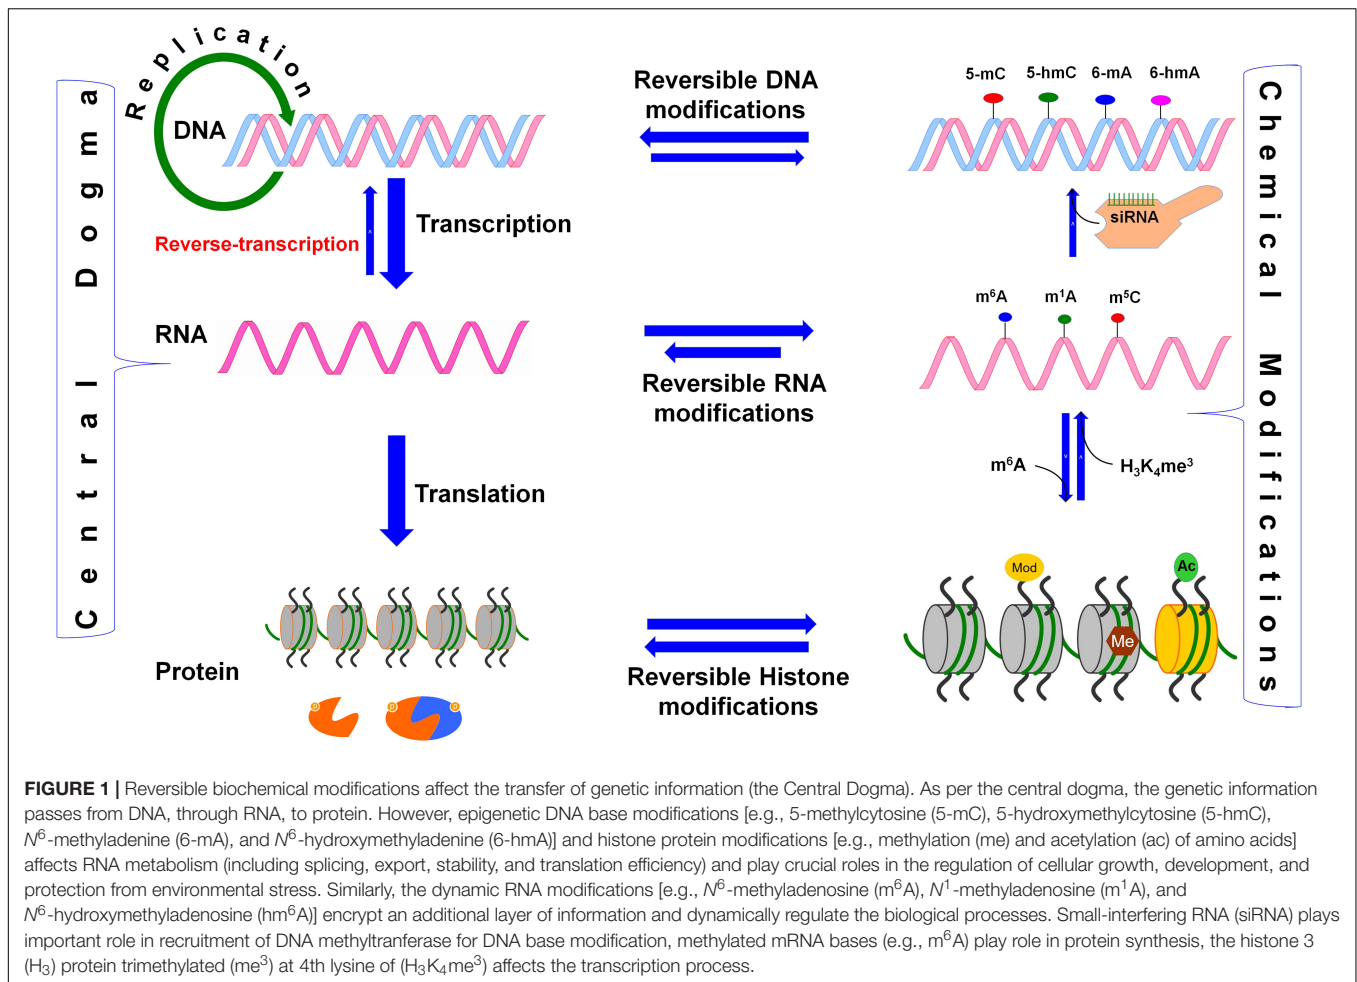 Replication
DNA
Reversible DNA
modifications
5-mC 5-hmC 6-mA 6-hmA
Central Dogma
Chemical Modifications
Transcription
Reverse-transcription
siRNA
RNA
m⁶A m¹A m⁵C
Reversible RNA
modifications
m⁶A
H₃K₄me³
Translation
Mod
Ac
Me
Protein
Reversible Histone
modifications
P
P
P
FIGURE 1 | Reversible biochemical modifications affect the transfer of genetic information (the Central Dogma). As per the central dogma, the genetic information
passes from DNA, through RNA, to protein. However, epigenetic DNA base modifications [e.g., 5-methylcytosine (5-mC), 5-hydroxymethylcytosine (5-hmC),
N⁶-methyladenine (6-mA), and N⁶-hydroxymethyladenine (6-hmA)] and histone protein modifications [e.g., methylation (me) and acetylation (ac) of amino acids]
affects RNA metabolism (including splicing, export, stability, and translation efficiency) and play crucial roles in the regulation of cellular growth, development, and
protection from environmental stress. Similarly, the dynamic RNA modifications [e.g., N⁶-methyladenosine (m⁶A), N¹-methyladenosine (m¹A), and
N⁶-hydroxymethyladenosine (hm⁶A)] encrypt an additional layer of information and dynamically regulate the biological processes. Small-interfering RNA (siRNA) plays
important role in recruitment of DNA methyltranferase for DNA base modification, methylated mRNA bases (e.g., m⁶A) play role in protein synthesis, the histone 3
(H₃) protein trimethylated (me³) at 4th lysine of (H₃K₄me³) affects the transcription process.